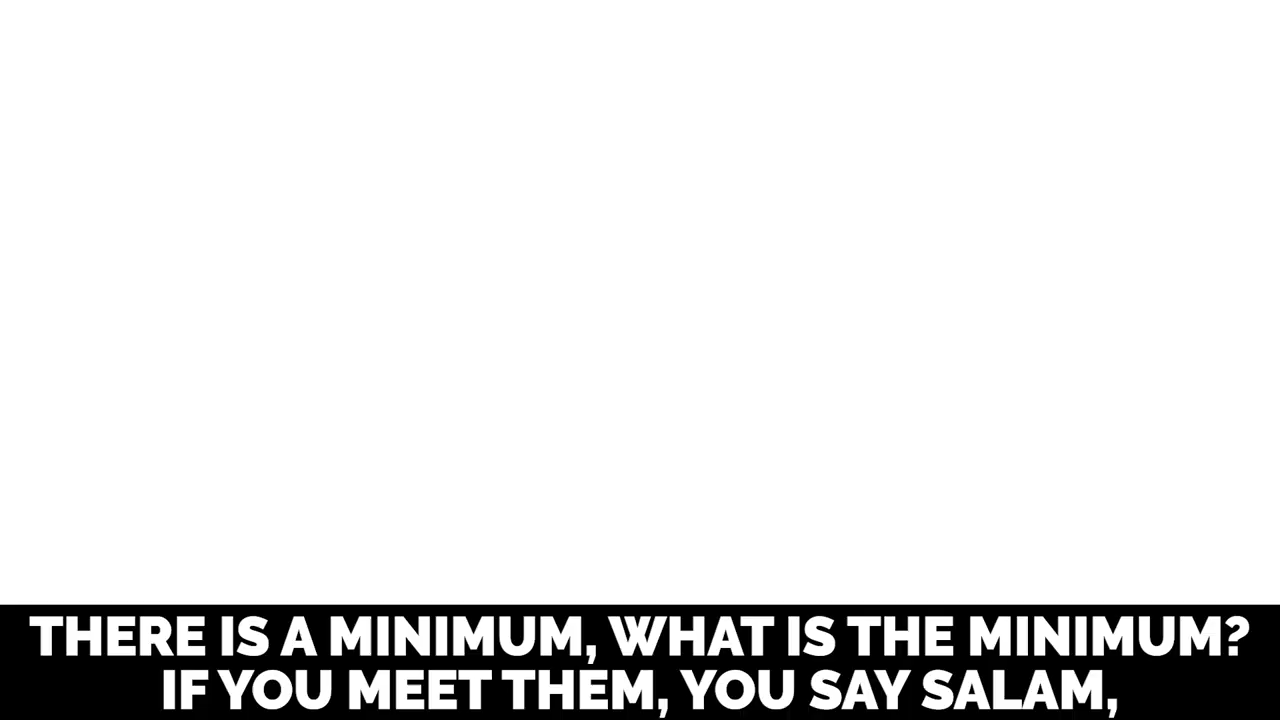 THERE IS A MINIMUM, WHAT IS THE MINIMUM?
IF YOU MEET THEM, YOU SAY SALAM,